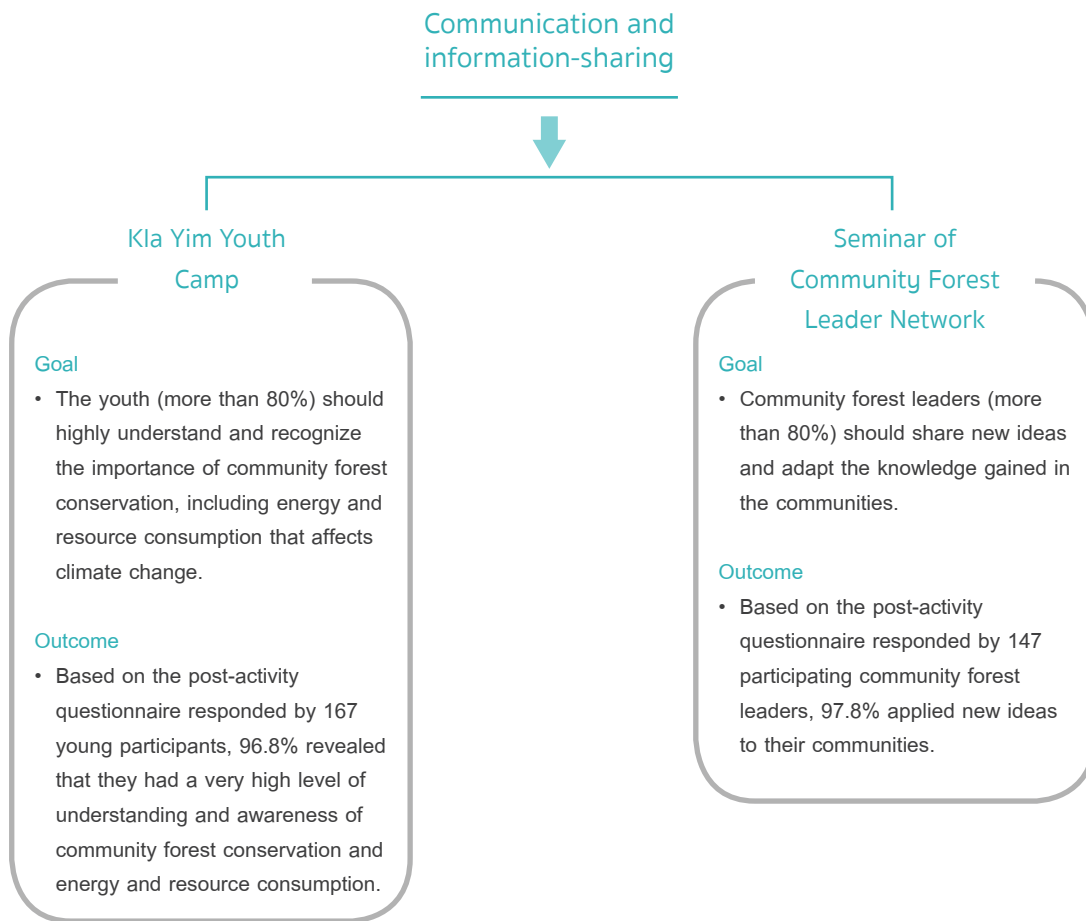 Communication and
information-sharing
Kla Yim Youth
Camp
Goal
• The youth (more than 80%) should
highly understand and recognize
the importance of community forest
conservation, including energy and
resource consumption that affects
climate change.
Outcome
• Based on the post-activity
questionnaire responded by 167
young participants, 96.8% revealed
that they had a very high level of
understanding and awareness of
community forest conservation and
energy and resource consumption.
Seminar of
Community Forest
Leader Network
Goal
• Community forest leaders (more
than 80%) should share new ideas
and adapt the knowledge gained in
the communities.
Outcome
• Based on the post-activity
questionnaire responded by 147
participating community forest
leaders, 97.8% applied new ideas
to their communities.